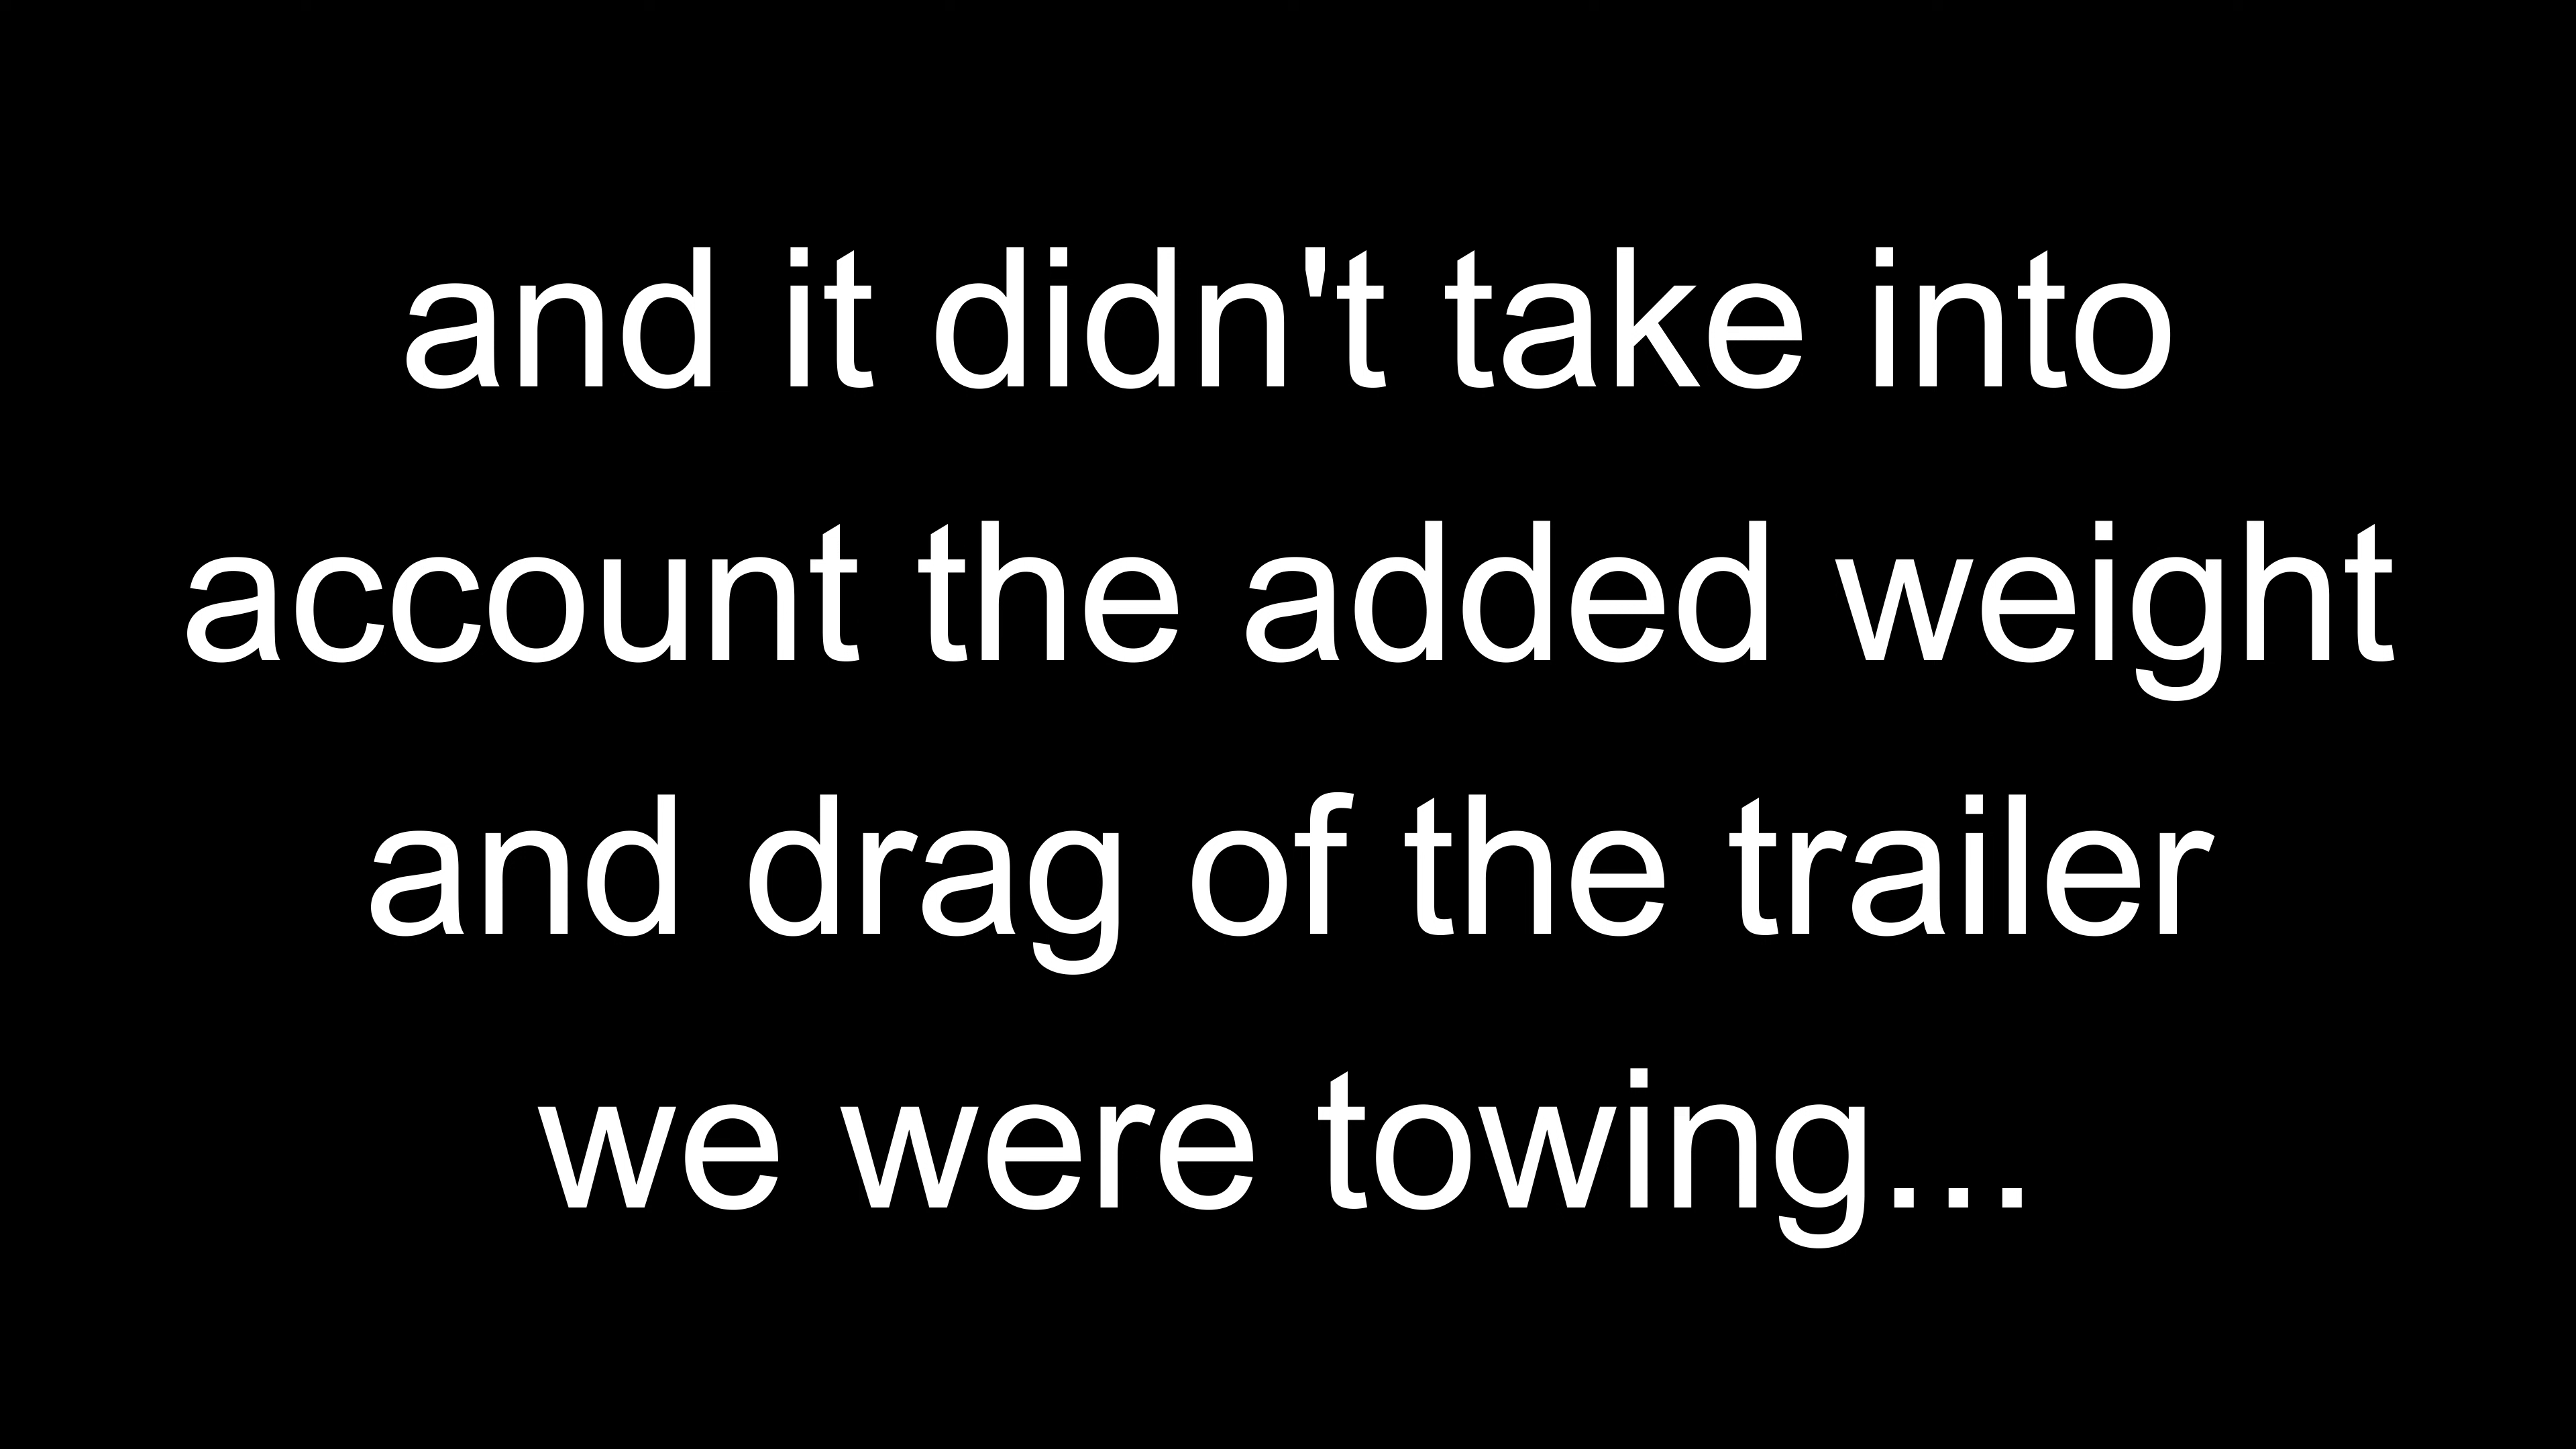 and it didn't take into
account the added weight
and drag of the trailer
we were towing...